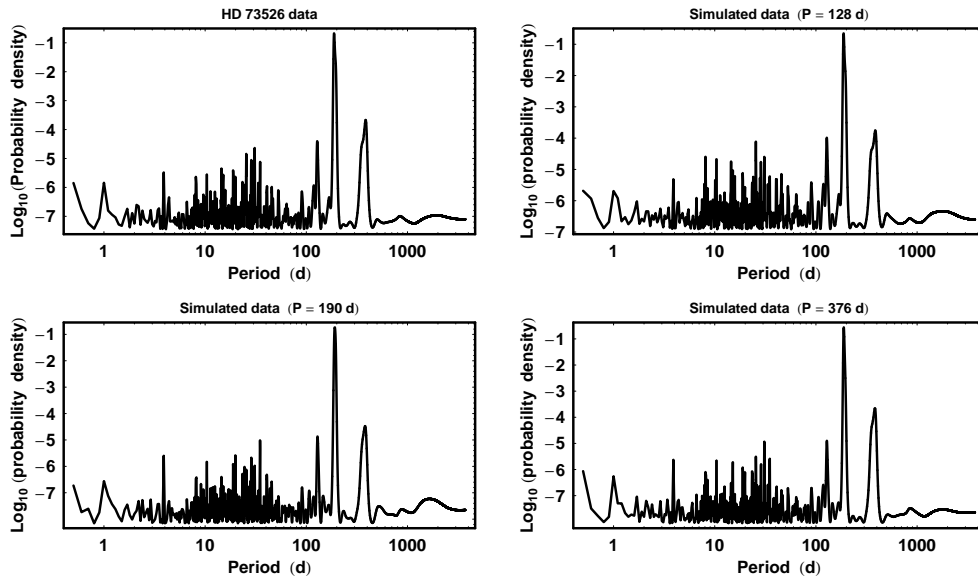 HD 73526 data
Log10 (Probability density)
−1
−2
−3
−4
−5
−6
−7
1 10 100 1000
Period (d)
Simulated data (P = 128 d)
Log10 (probability density)
−1
−2
−3
−4
−5
−6
−7
1 10 100 1000
Period (d)
Simulated data (P = 190 d)
Log10 (probability density)
−1
−2
−3
−4
−5
−6
−7
1 10 100 1000
Period (d)
Simulated data (P = 376 d)
Log10 (probability density)
−1
−2
−3
−4
−5
−6
−7
1 10 100 1000
Period (d)